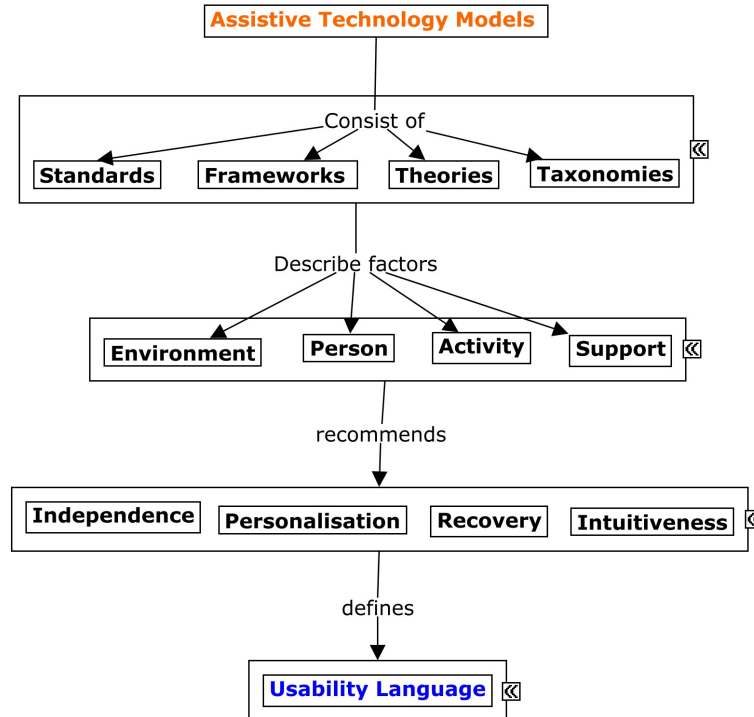 Assistive Technology Models
Consist of
Standards Frameworks Theories Taxonomies
Describe factors
Environment Person Activity Support
recommends
Independence Personalisation Recovery Intuitiveness
defines
Usability Language